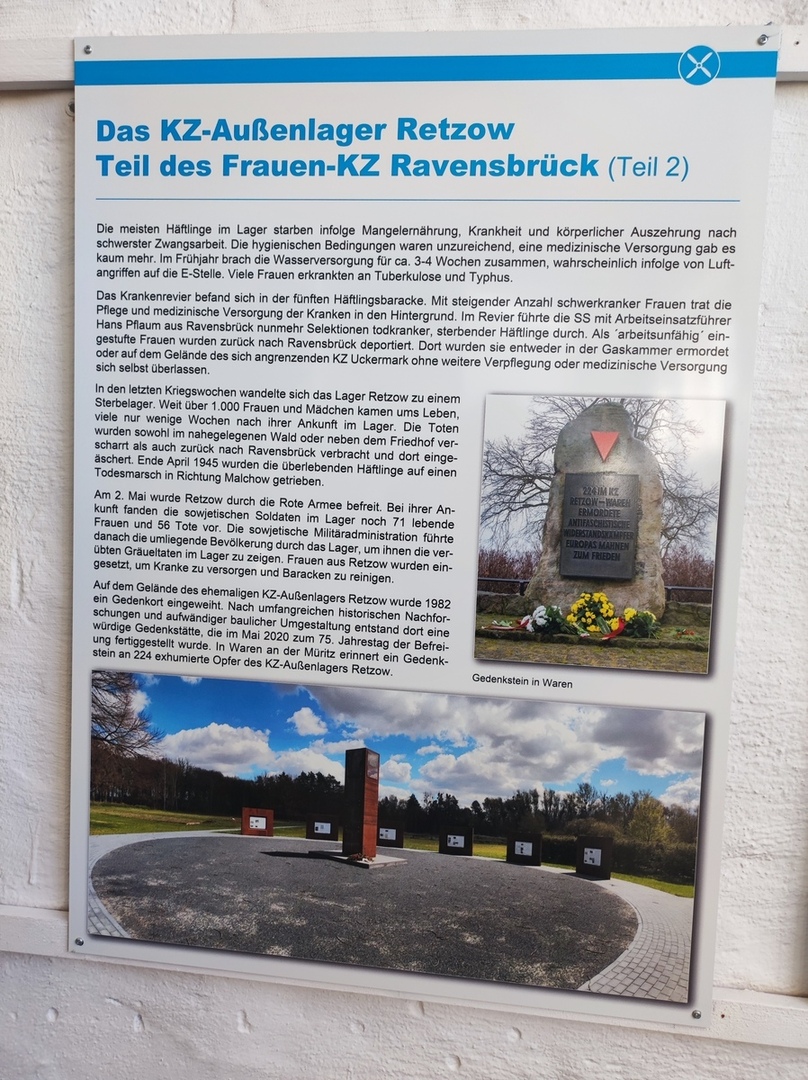 Das KZ-Außenlager Retzow
Teil des Frauen-KZ Ravensbrück (Teil 2)
Die meisten Häftlinge im Lager starben infolge Mangelernährung, Krankheit und körperlicher Auszehrung nach
schwerster Zwangsarbeit. Die hygienischen Bedingungen waren unzureichend, eine medizinische Versorgung gab es
kaum mehr. Im Frühjahr brach die Wasserversorgung für ca. 3-4 Wochen zusammen, wahrscheinlich infolge von Luft-
angriffen auf die E-Stelle. Viele Frauen erkrankten an Tuberkulose und Typhus.
Das Krankenrevier befand sich in der fünften Häftlingsbaracke. Mit steigender Anzahl schwerkranker Frauen trat die
Pflege und medizinische Versorgung der Kranken in den Hintergrund. Im Revier führte die SS mit Arbeitseinsatzführer
Hans Pflaum aus Ravensbrück nunmehr Selektionen todkranker, sterbender Häftlinge durch. Als ´arbeitsunfähig´ ein-
gestufte Frauen wurden zurück nach Ravensbrück deportiert. Dort wurden sie entweder in der Gaskammer ermordet
oder auf dem Gelände des sich angrenzenden KZ Uckermark ohne weitere Verpflegung oder medizinische Versorgung
sich selbst überlassen.
In den letzten Kriegswochen wandelte sich das Lager Retzow zu einem
Sterbelager. Weit über 1.000 Frauen und Mädchen kamen ums Leben,
viele nur wenige Wochen nach ihrer Ankunft im Lager. Die Toten
wurden sowohl im nahegelegenen Wald oder neben dem Friedhof ver-
scharrt als auch zurück nach Ravensbrück verbracht und dort einge-
äschert. Ende April 1945 wurden die überlebenden Häftlinge auf einen
Todesmarsch in Richtung Malchow getrieben.
Am 2. Mai wurde Retzow durch die Rote Armee befreit. Bei ihrer An-
kunft fanden die sowjetischen Soldaten im Lager noch 71 lebende
Frauen und 56 Tote vor. Die sowjetische Militäradministration führte
danach die umliegende Bevölkerung durch das Lager, um ihnen die ver-
übten Gräueltaten im Lager zu zeigen. Frauen aus Retzow wurden ein-
gesetzt, um Kranke zu versorgen und Baracken zu reinigen.
Auf dem Gelände des ehemaligen KZ-Außenlagers Retzow wurde 1982
ein Gedenkort eingeweiht. Nach umfangreichen historischen Nachfor-
schungen und aufwändiger baulicher Umgestaltung entstand dort eine
würdige Gedenkstätte, die im Mai 2020 zum 75. Jahrestag der Befrei-
ung fertiggestellt wurde. In Waren an der Müritz erinnert ein Gedenk-
stein an 224 exhumierte Opfer des KZ-Außenlagers Retzow.
224 IM KZ
RETZOW-WAREN
ERMORDETE
ANTIFASCHISTISCHE
WIDERSTANDSKÄMPFER
EUROPAS MAHNEN
ZUM FRIEDEN
Gedenkstein in Waren